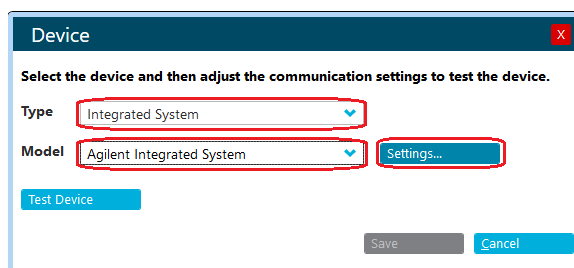 Device
X
Select the device and then adjust the communication settings to test the device.
Type
Integrated System
Model
Agilent Integrated System
Settings...
Test Device
Save
Cancel